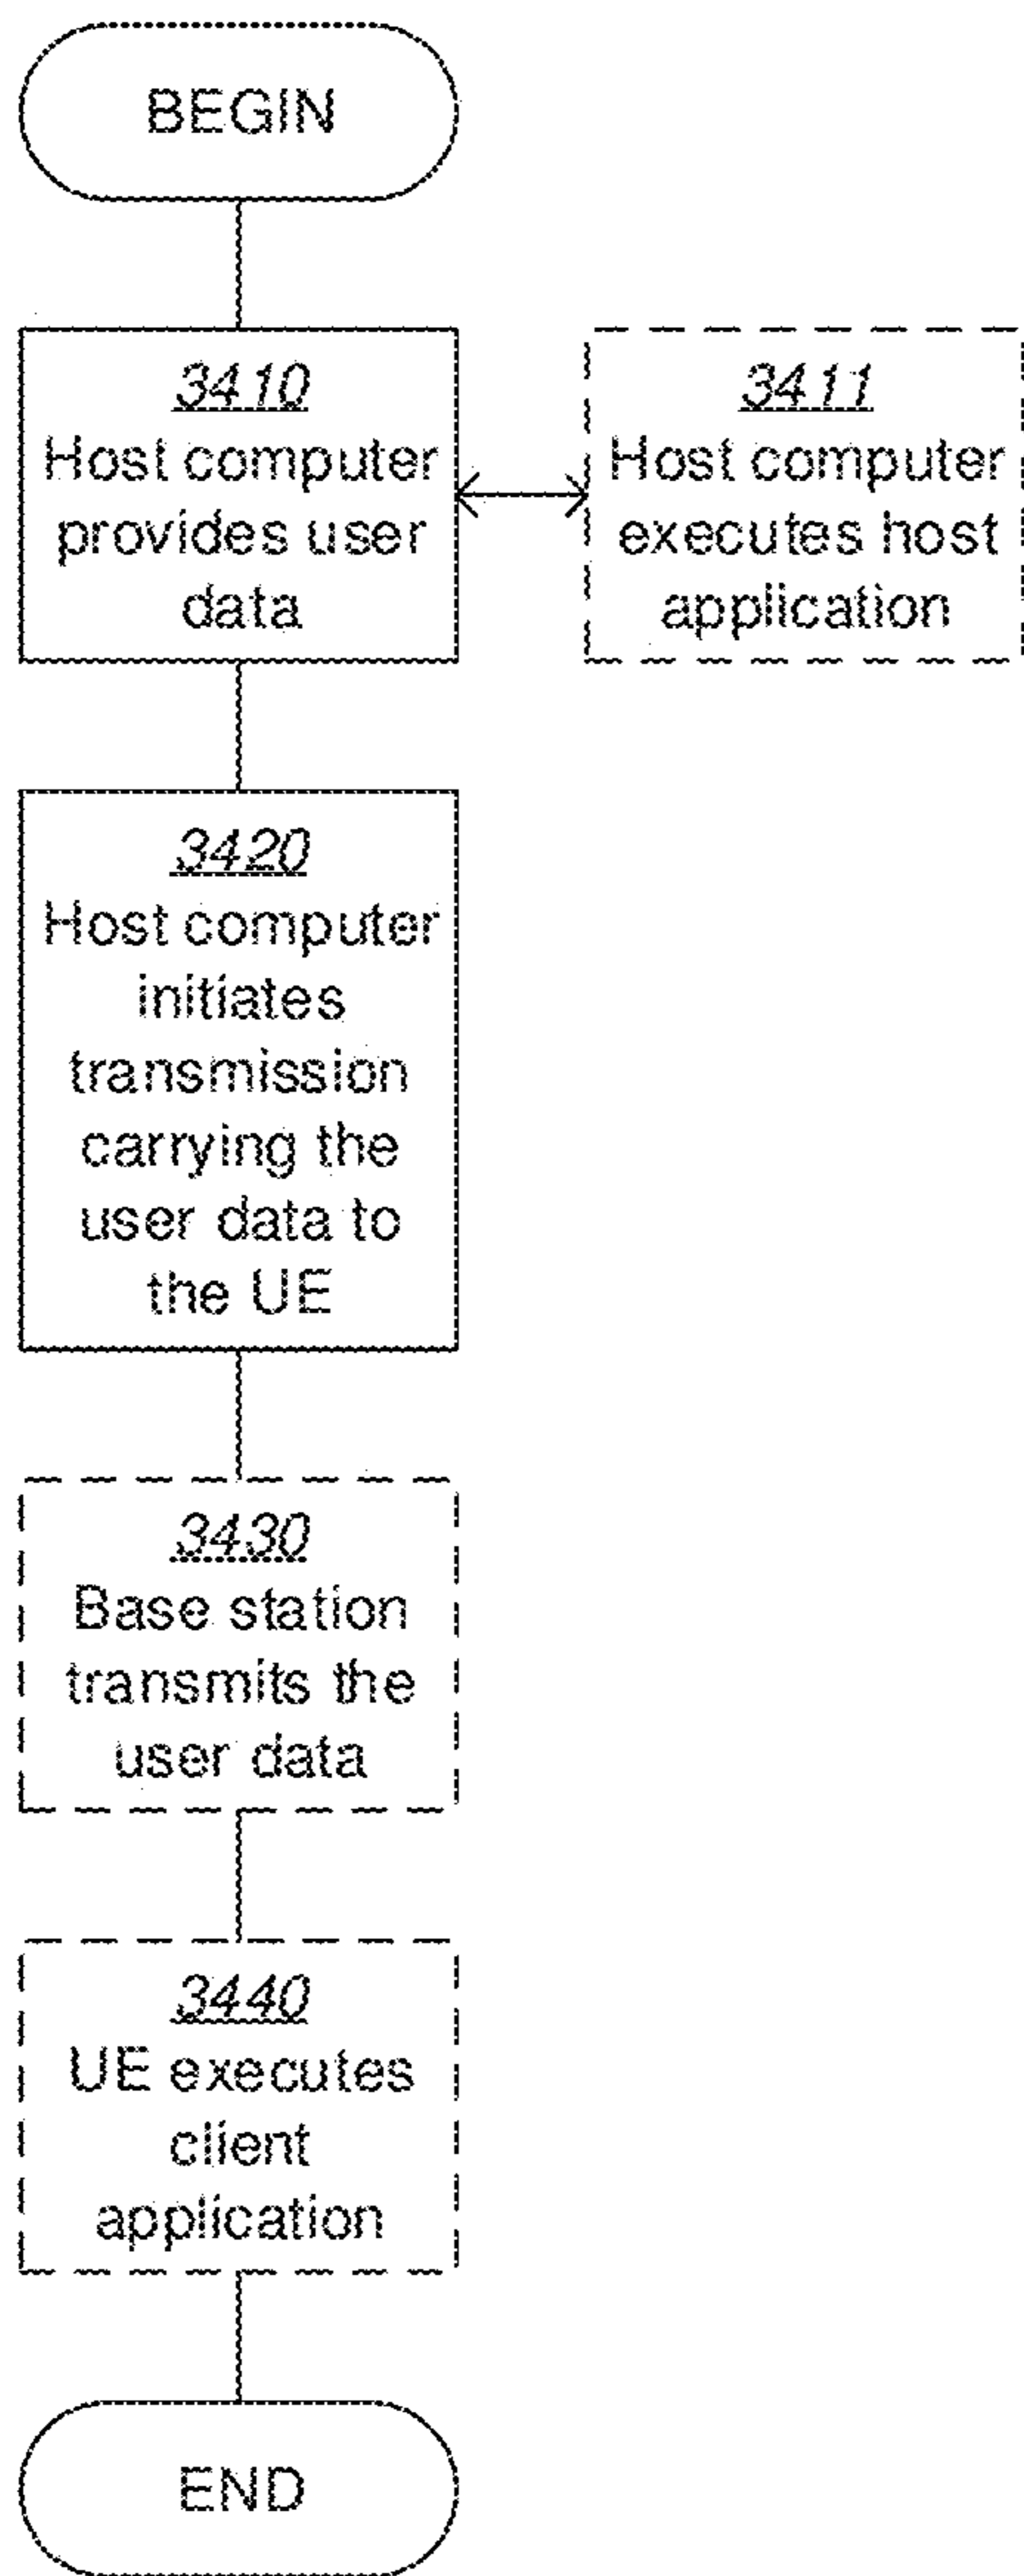 BEGIN
3410
Host computer
provides user
data
3411
Host computer
executes host
application
3420
Host computer
initiates
transmission
carrying the
user data to
the UE
3430
Base station
transmits the
user data
3440
UE executes
client
application
END